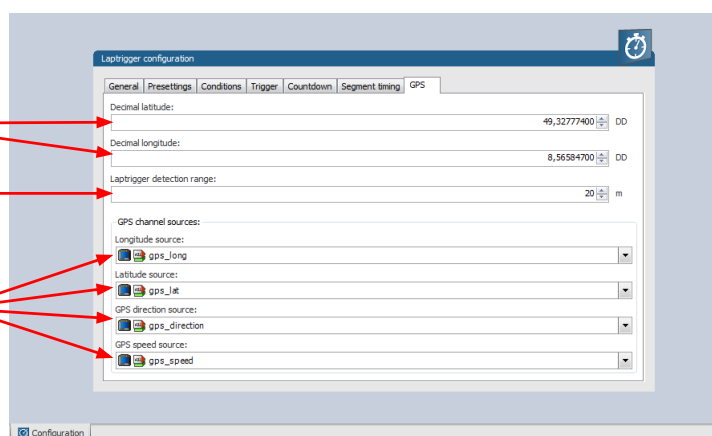 Laptrigger configuration
General Presettings Conditions Trigger Countdown Segment timing GPS
Decimal latitude:
49,32777400 DD
Decimal longitude:
8,56584700 DD
Laptrigger detection range:
20 m
GPS channel sources:
Longitude source:
gps_long
Latitude source:
gps_lat
GPS direction source:
gps_direction
GPS speed source:
gps_speed
Configuration